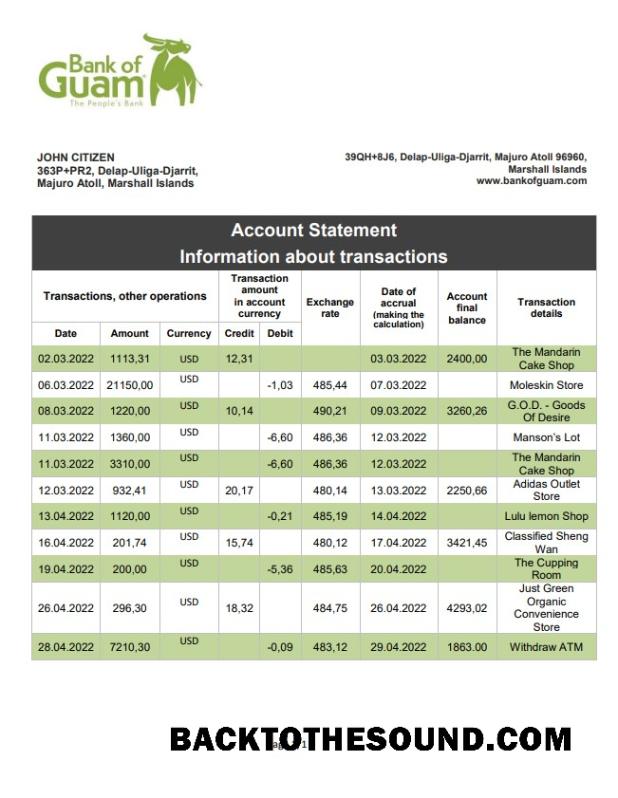 Bank of
Guam
The People's Bank
JOHN CITIZEN
363P+PR2, Delap-Uliga-Djarrit,
Majuro Atoll, Marshall Islands
39QH+8J6, Delap-Uliga-Djarrit, Majuro Atoll 96960,
Marshall Islands
www.bankofguam.com
Account Statement
Information about transactions
Transactions, other operations
Transaction
amount
in account
currency
Exchange
rate
Date of
accrual
(making the
calculation)
Account
final
balance
Transaction
details
Date Amount Currency Credit Debit
02.03.2022 1113,31 USD 12,31 03.03.2022 2400,00 The Mandarin
Cake Shop
06.03.2022 21150,00 USD -1,03 485,44 07.03.2022 Moleskin Store
08.03.2022 1220,00 USD 10,14 490,21 09.03.2022 3260,26 G.O.D. - Goods
Of Desire
11.03.2022 1360,00 USD -6,60 486,36 12.03.2022 Manson's Lot
11.03.2022 3310,00 USD -6,60 486,36 12.03.2022 The Mandarin
Cake Shop
12.03.2022 932,41 USD 20,17 480,14 13.03.2022 2250,66 Adidas Outlet
Store
13.04.2022 1120,00 USD -0,21 485,19 14.04.2022 Lulu lemon Shop
16.04.2022 201,74 USD 15,74 480,12 17.04.2022 3421,45 Classified Sheng
Wan
19.04.2022 200,00 USD -5,36 485,63 20.04.2022 The Cupping
Room
26.04.2022 296,30 USD 18,32 484,75 26.04.2022 4293,02 Just Green
Organic
Convenience
Store
28.04.2022 7210,30 USD -0,09 483,12 29.04.2022 1863.00 Withdraw ATM
BACKTOTHESOUND.COM